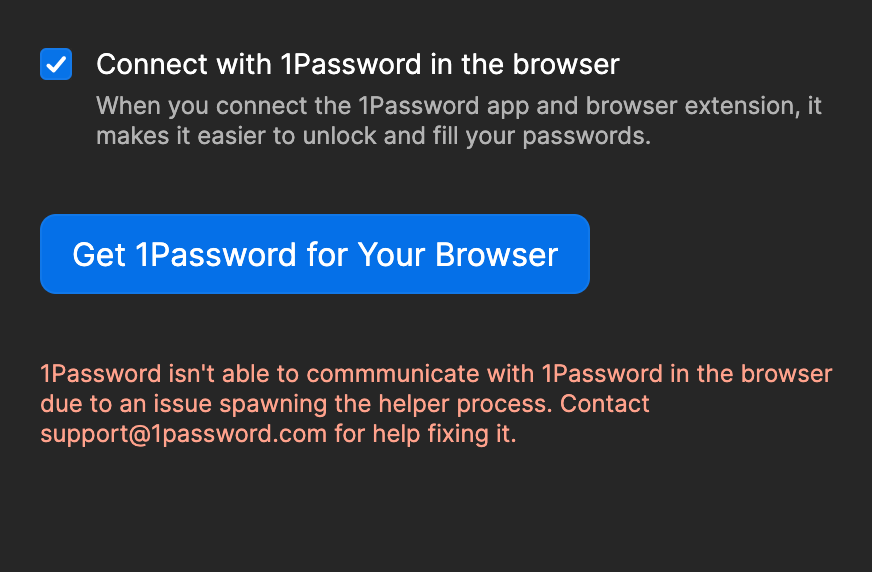 Connect with 1Password in the browser
When you connect the 1Password app and browser extension, it
makes it easier to unlock and fill your passwords.
Get 1Password for Your Browser
1Password isn't able to commmunicate with 1Password in the browser
due to an issue spawning the helper process. Contact
support@1password.com for help fixing it.